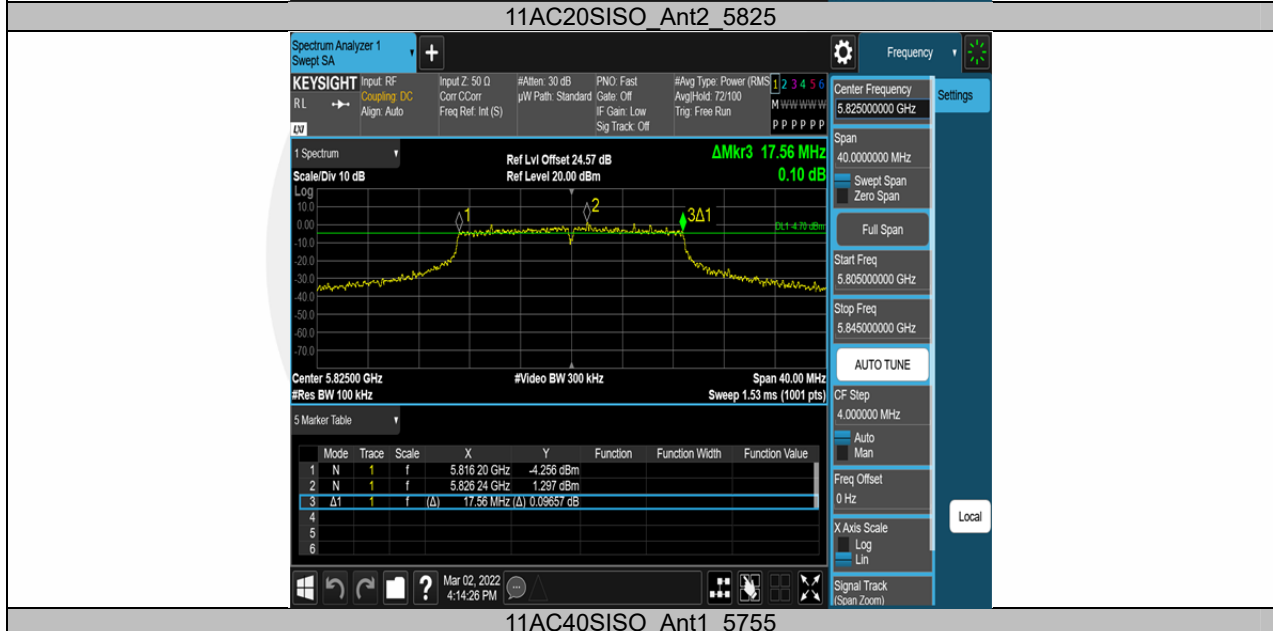 11AC20SISO_Ant2_5825
Spectrum Analyzer 1
Swept SA
+
Frequency
KEYSIGHT
RL
LXI
Input: RF
Coupling: DC
Align: Auto
Input Z: 50 Ω
Corr CCorr
Freq Ref: Int (S)
#Atten: 30 dB
µW Path: Standard
PNO: Fast
Gate: Off
IF Gain: Low
Sig Track: Off
#Avg Type: Power (RMS
Avg|Hold: 72/100
Trig: Free Run
1 2 3 4 5 6
M W W W W W
P P P P P P
Center Frequency
5.825000000 GHz
Settings
Span
40.0000000 MHz
Swept Span
Zero Span
Full Span
Start Freq
5.805000000 GHz
Stop Freq
5.845000000 GHz
AUTO TUNE
CF Step
4.000000 MHz
Auto
Man
Freq Offset
0 Hz
X Axis Scale
Log
Lin
Signal Track
(Span Zoom)
Local
1 Spectrum
Scale/Div 10 dB
Ref Lvl Offset 24.57 dB
Ref Level 20.00 dBm
ΔMkr3 17.56 MHz
0.10 dB
Log
10.0
0.00
-10.0
-20.0
-30.0
-40.0
-50.0
-60.0
-70.0
1
2
3Δ1
DL1 -4.70 dBm
Center 5.82500 GHz
#Video BW 300 kHz
Span 40.00 MHz
#Res BW 100 kHz
Sweep 1.53 ms (1001 pts)
5 Marker Table
Mode Trace Scale X Y Function Function Width Function Value
1 N 1 f 5.816 20 GHz -4.256 dBm
2 N 1 f 5.826 24 GHz 1.297 dBm
3 Δ1 1 f (Δ) 17.56 MHz (Δ) 0.09657 dB
4
5
6
?
Mar 02, 2022
4:14:26 PM
11AC40SISO_Ant1_5755